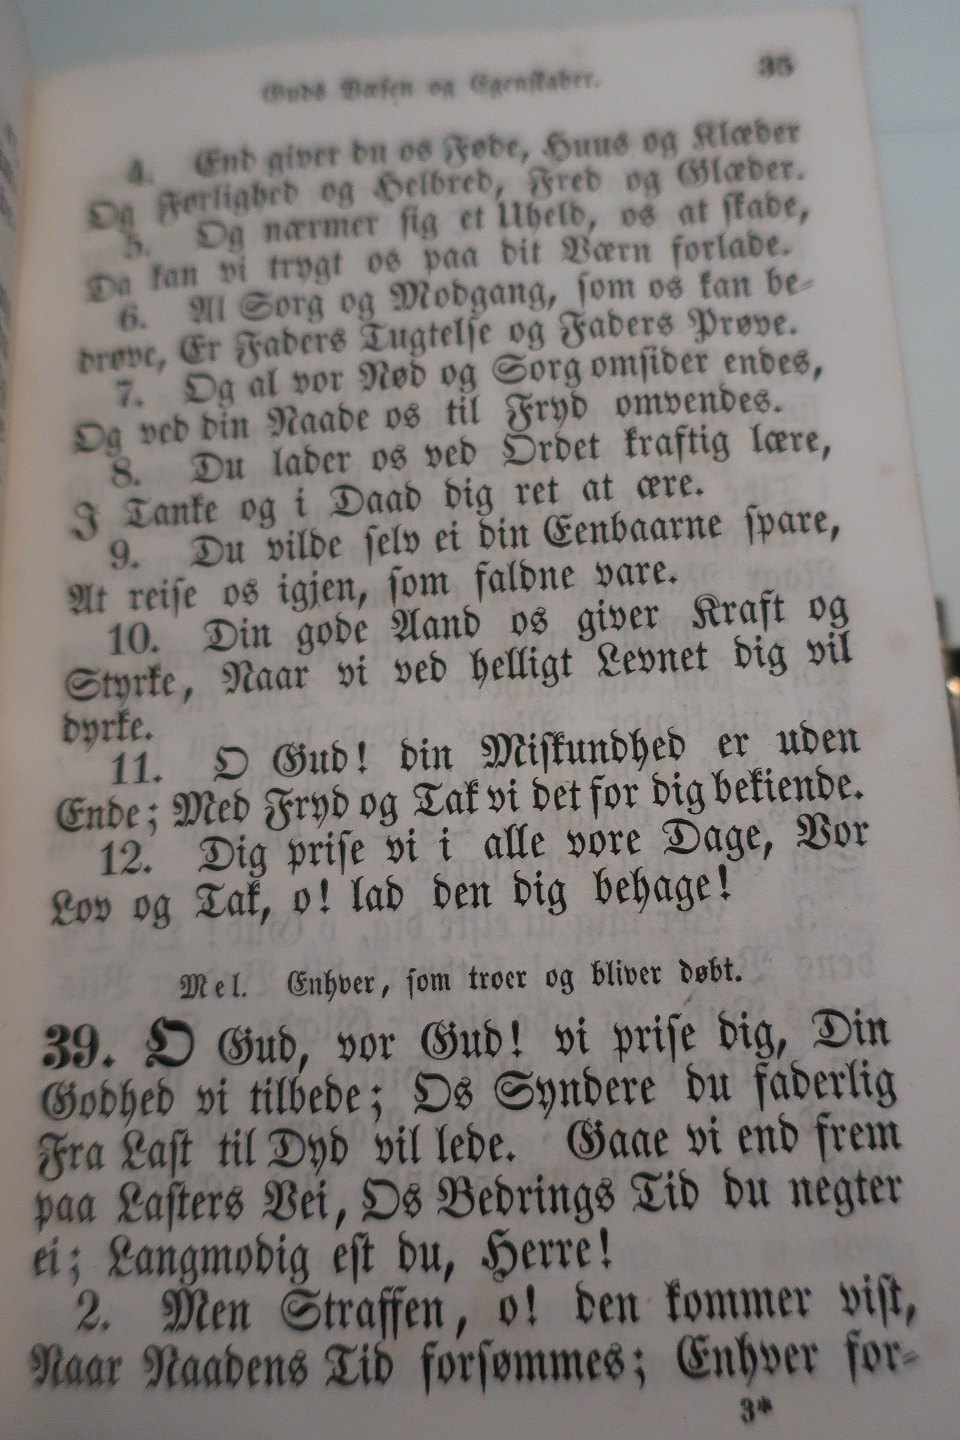 Guds Væsen og Egenskaber. 35
4. End giver du os Føde, Huus og Klæder
Og Førlighed og Helbred, Fred og Glæder.
5. Og nærmer sig et Uheld, os at skade,
Da kan vi trygt os paa dit Værn forlade.
6. Al Sorg og Modgang, som os kan be-
drøve, Er Faders Tugtelse og Faders Prøve.
7. Og al vor Nød og Sorg omsider endes,
Og ved din Naade os til Fryd omvendes.
8. Du lader os ved Ordet kraftig lære,
I Tanke og i Daad dig ret at ære.
9. Du vilde selv ei din Eenbaarne spare,
At reise os igjen, som faldne vare.
10. Din gode Aand os giver Kraft og
Styrke, Naar vi ved helligt Levnet dig vil
dyrke.
11. O Gud! din Miskundhed er uden
Ende; Med Fryd og Tak vi det for dig bekiende.
12. Dig prise vi i alle vore Dage, Vor
Lov og Tak, o! lad den dig behage!
Mel. Enhver, som troer og bliver døbt.
39. O Gud, vor Gud! vi prise dig, Din
Godhed vi tilbede; Os Syndere du faderlig
Fra Last til Dyd vil lede. Gaae vi end frem
paa Lasters Vei, Os Bedrings Tid du negter
ei; Langmodig est du, Herre!
2. Men Straffen, o! den kommer vist,
Naar Naadens Tid forsømmes; Enhver for-
3*